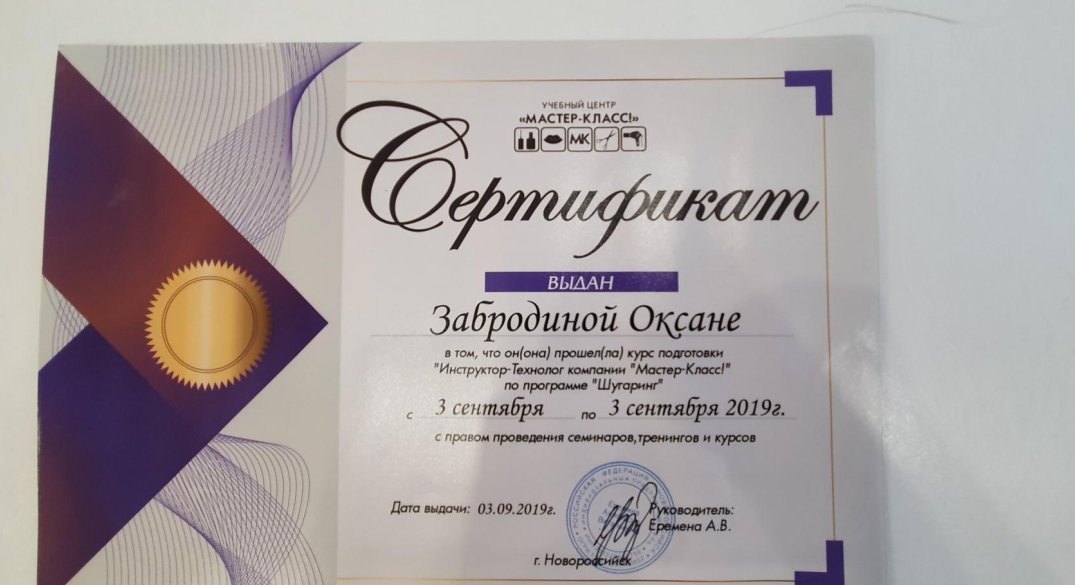 УЧЕБНЫЙ ЦЕНТР
«МАСТЕР-КЛАСС!»
МК
Сертификат
ВЫДАН
Забродиной Оксане
в том, что он(она) прошел(ла) курс подготовки
"Инструктор-Технолог компании "Мастер-Класс!"
по программе "Шугаринг"
с 3 сентября по 3 сентября 2019г.
с правом проведения семинаров,тренингов и курсов
РОССИЙСКАЯ ФЕДЕРАЦИЯ
Дата выдачи: 03.09.2019г.
Руководитель:
Еремена А.В.
г. Новороссийск